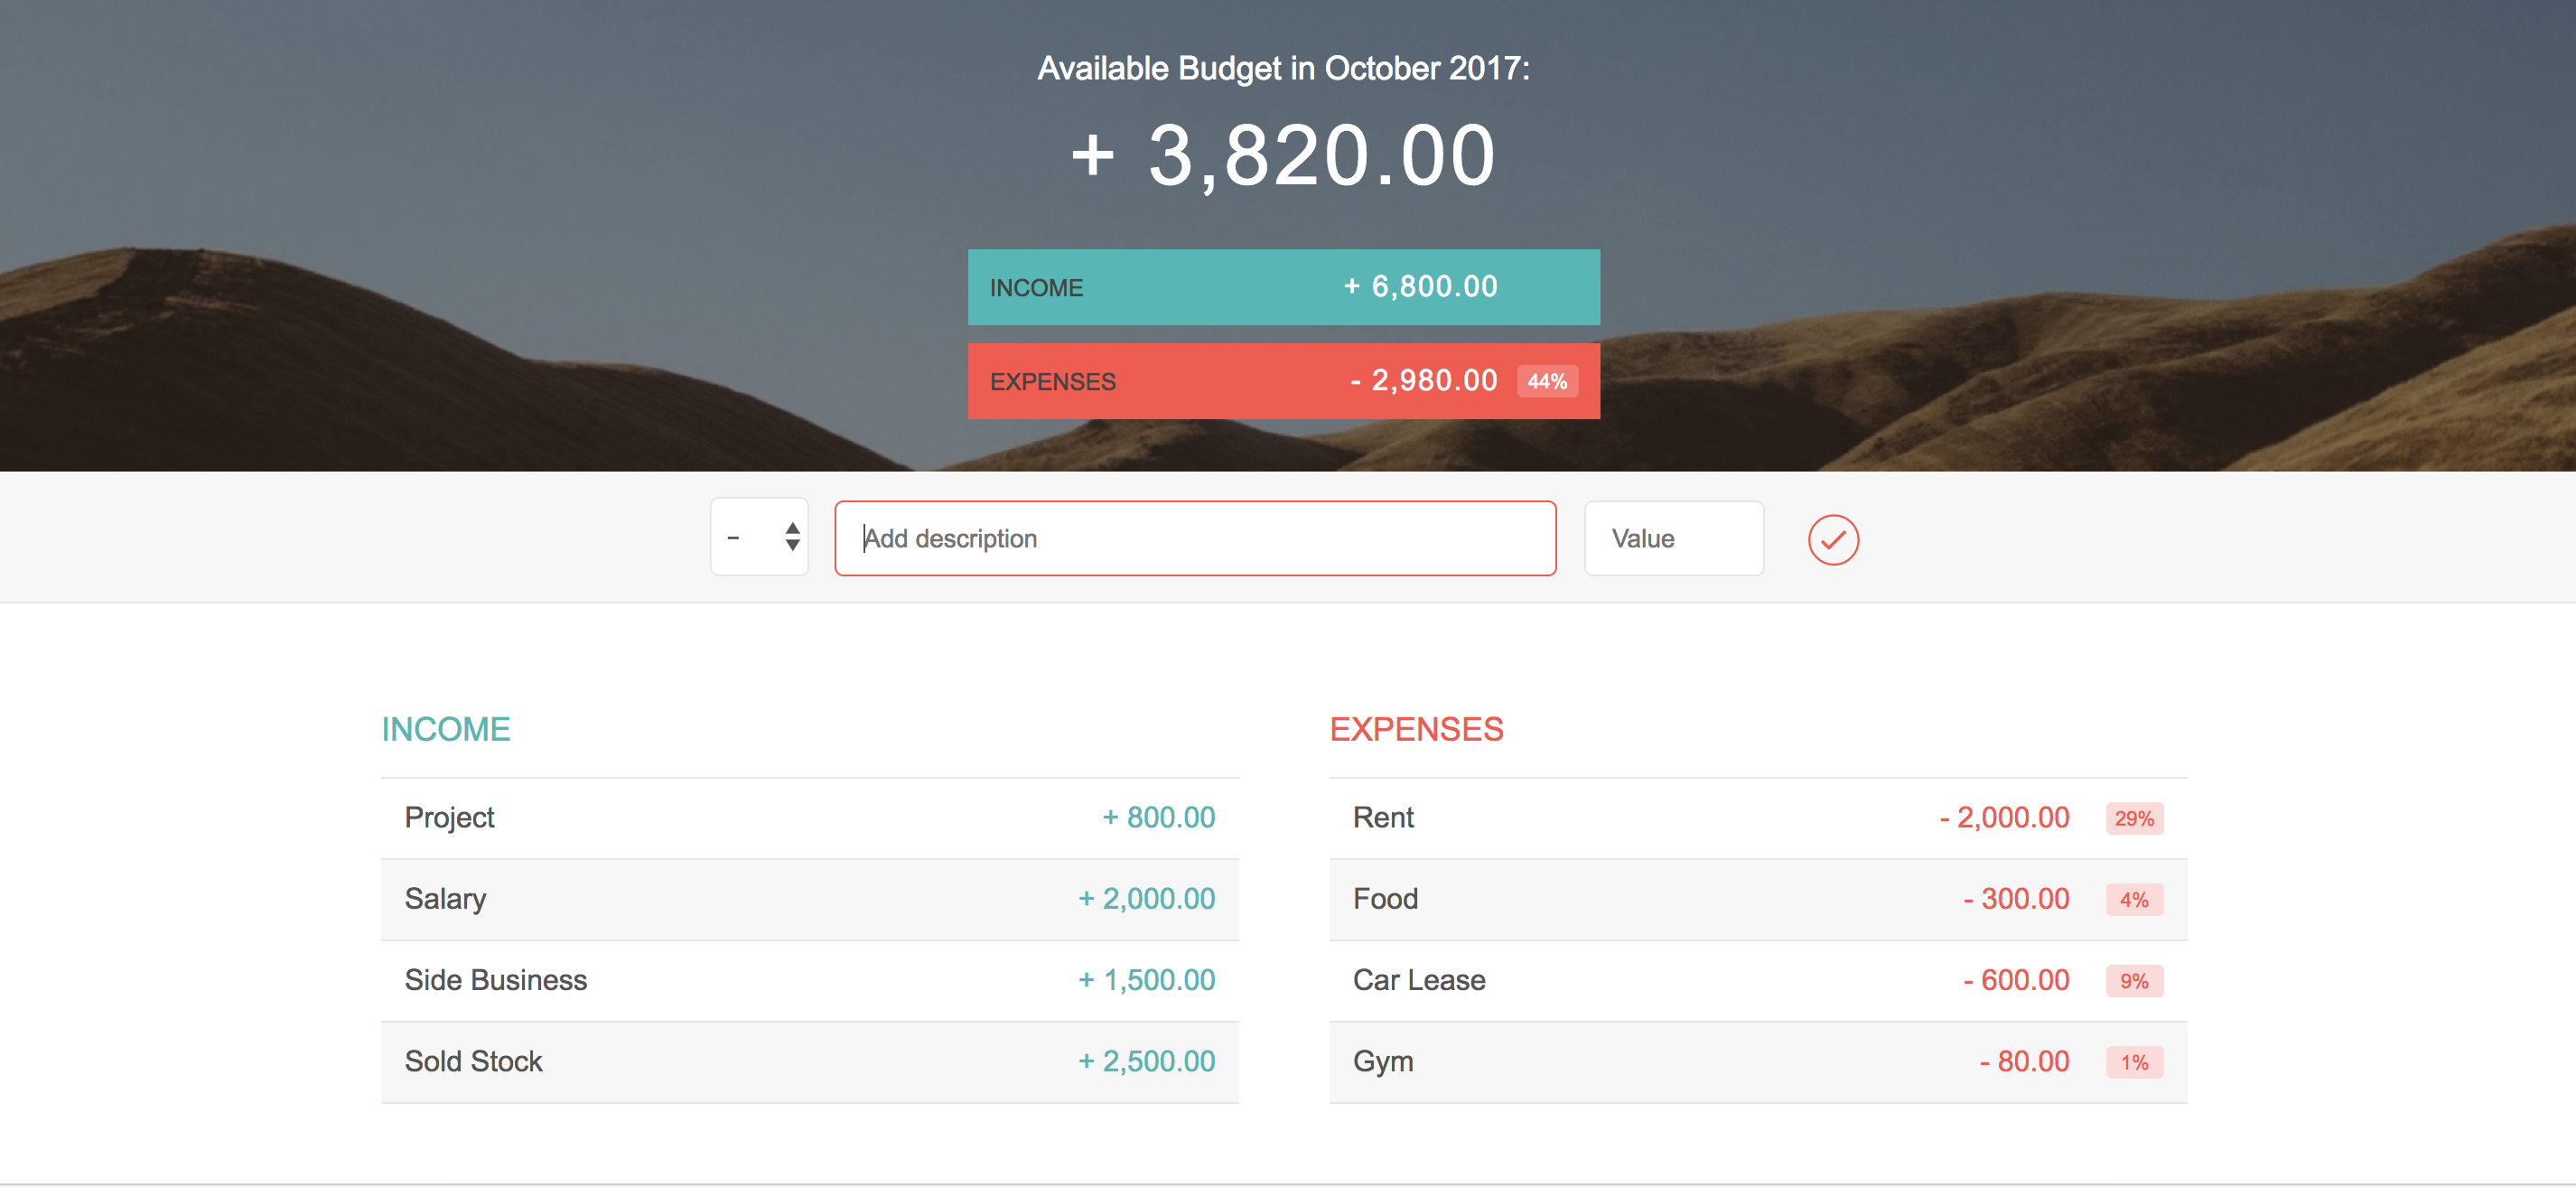 Available Budget in October 2017:
+ 3,820.00
INCOME + 6,800.00
EXPENSES - 2,980.00 44%
- Add description Value
INCOME
Project + 800.00
Salary + 2,000.00
Side Business + 1,500.00
Sold Stock + 2,500.00
EXPENSES
Rent - 2,000.00 29%
Food - 300.00 4%
Car Lease - 600.00 9%
Gym - 80.00 1%